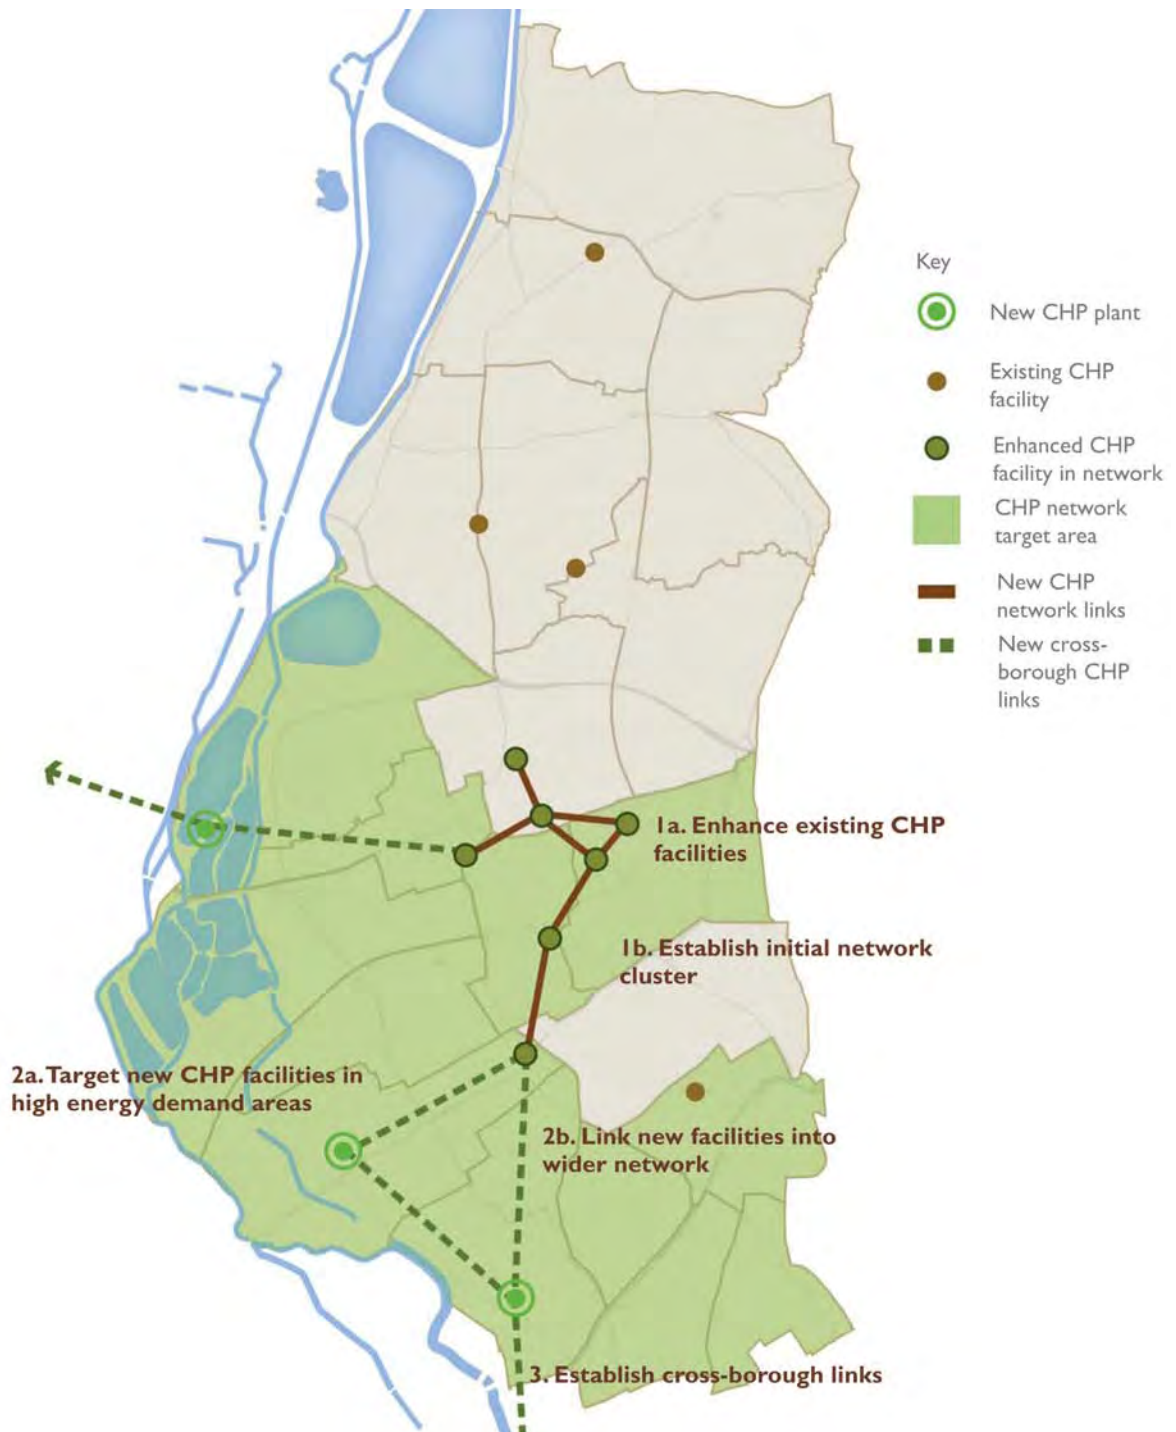 Key
New CHP plant
Existing CHP
facility
Enhanced CHP
facility in network
CHP network
target area
New CHP
network links
New cross-
borough CHP
links
1a. Enhance existing CHP
facilities
1b. Establish initial network
cluster
2a. Target new CHP facilities in
high energy demand areas
2b. Link new facilities into
wider network
3. Establish cross-borough links